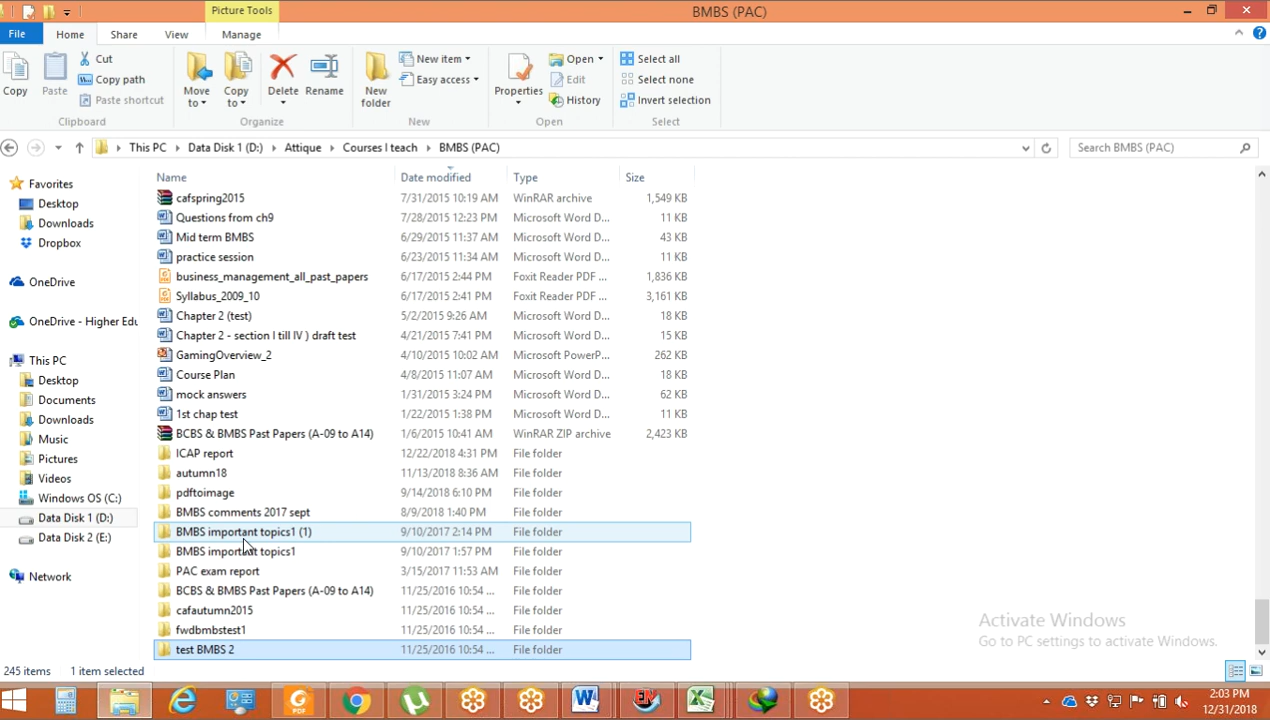 Picture Tools
BMBS (PAC)
File Home Share View Manage
Copy
Paste
Cut
Copy path
Paste shortcut
Clipboard
Move to
Copy to
Delete
Rename
Organize
New folder
New item
Easy access
New
Properties
Open
Edit
History
Open
Select all
Select none
Invert selection
Select
This PC Data Disk 1 (D:) Attique Courses I teach BMBS (PAC)
Search BMBS (PAC)
Favorites
Desktop
Downloads
Dropbox
OneDrive
OneDrive - Higher Edu
This PC
Desktop
Documents
Downloads
Music
Pictures
Videos
Windows OS (C:)
Data Disk 1 (D:)
Data Disk 2 (E:)
Network
Name Date modified Type Size
cafspring2015 7/31/2015 10:19 AM WinRAR archive 1,549 KB
Questions from ch9 7/28/2015 12:23 PM Microsoft Word D... 11 KB
Mid term BMBS 6/29/2015 11:37 AM Microsoft Word D... 43 KB
practice session 6/23/2015 11:34 AM Microsoft Word D... 11 KB
business_management_all_past_papers 6/17/2015 2:44 PM Foxit Reader PDF ... 1,836 KB
Syllabus_2009_10 6/17/2015 2:41 PM Foxit Reader PDF ... 3,161 KB
Chapter 2 (test) 5/2/2015 9:26 AM Microsoft Word D... 18 KB
Chapter 2 - section I till IV ) draft test 4/21/2015 7:41 PM Microsoft Word D... 15 KB
GamingOverview_2 4/10/2015 10:02 AM Microsoft PowerP... 262 KB
Course Plan 4/8/2015 11:07 AM Microsoft Word D... 18 KB
mock answers 1/31/2015 3:24 PM Microsoft Word D... 62 KB
1st chap test 1/22/2015 1:38 PM Microsoft Word D... 11 KB
BCBS & BMBS Past Papers (A-09 to A14) 1/6/2015 10:41 AM WinRAR ZIP archive 2,423 KB
ICAP report 12/22/2018 4:31 PM File folder
autumn18 11/13/2018 8:36 AM File folder
pdftoimage 9/14/2018 6:10 PM File folder
BMBS comments 2017 sept 8/9/2018 1:40 PM File folder
BMBS important topics1 (1) 9/10/2017 2:14 PM File folder
BMBS important topics1 9/10/2017 1:57 PM File folder
PAC exam report 3/15/2017 11:53 AM File folder
BCBS & BMBS Past Papers (A-09 to A14) 11/25/2016 10:54 ... File folder
cafautumn2015 11/25/2016 10:54 ... File folder
fwdbmbstest1 11/25/2016 10:54 ... File folder
test BMBS 2 11/25/2016 10:54 ... File folder
Activate Windows
Go to PC settings to activate Windows.
245 items 1 item selected
2:03 PM
12/31/2018